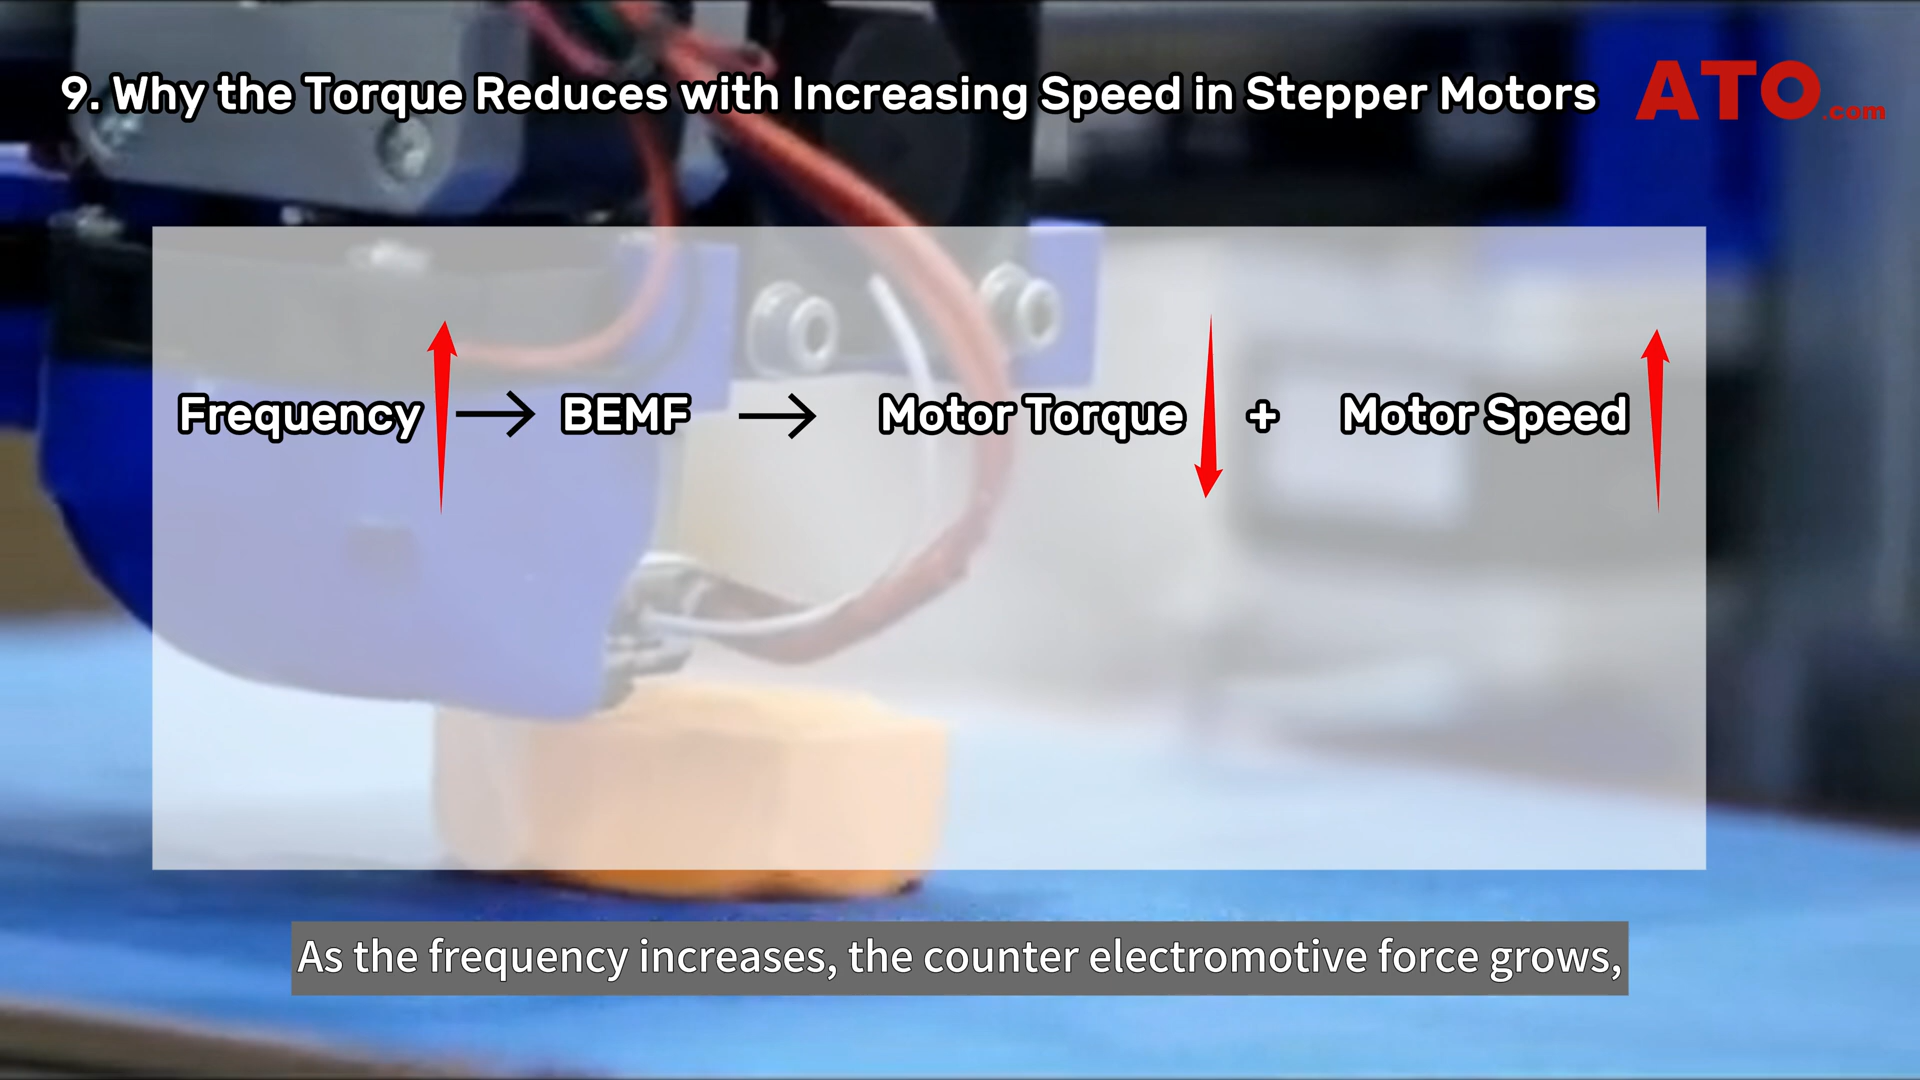 9. Why the Torque Reduces with Increasing Speed in Stepper Motors
ATO.com
Frequency → BEMF → Motor Torque + Motor Speed
As the frequency increases, the counter electromotive force grows,